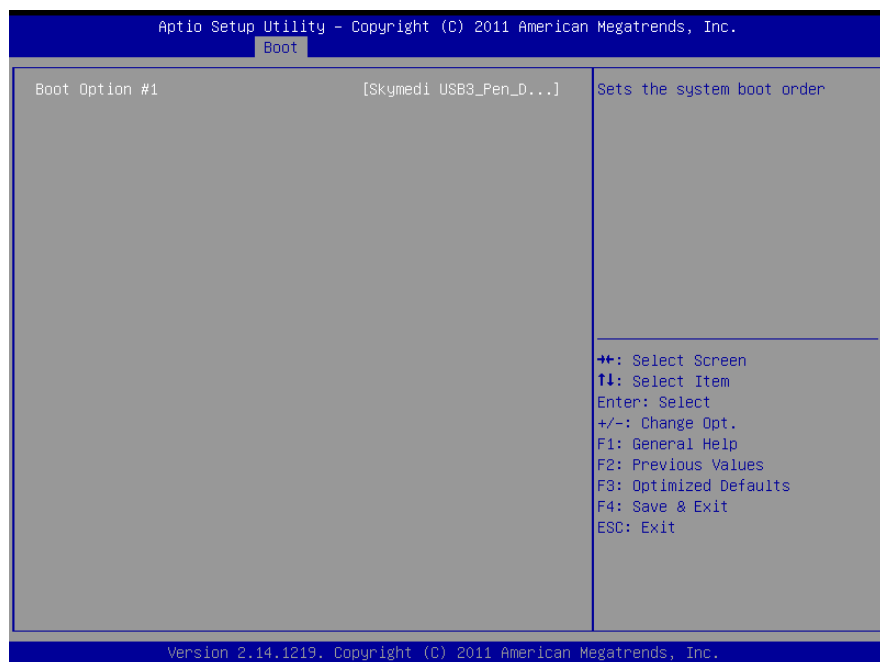 Aptio Setup Utility – Copyright (C) 2011 American Megatrends, Inc.
Boot
Boot Option #1 [Skymedi USB3_Pen_D...]
Sets the system boot order
→←: Select Screen
↑↓: Select Item
Enter: Select
+/-: Change Opt.
F1: General Help
F2: Previous Values
F3: Optimized Defaults
F4: Save & Exit
ESC: Exit
Version 2.14.1219. Copyright (C) 2011 American Megatrends, Inc.